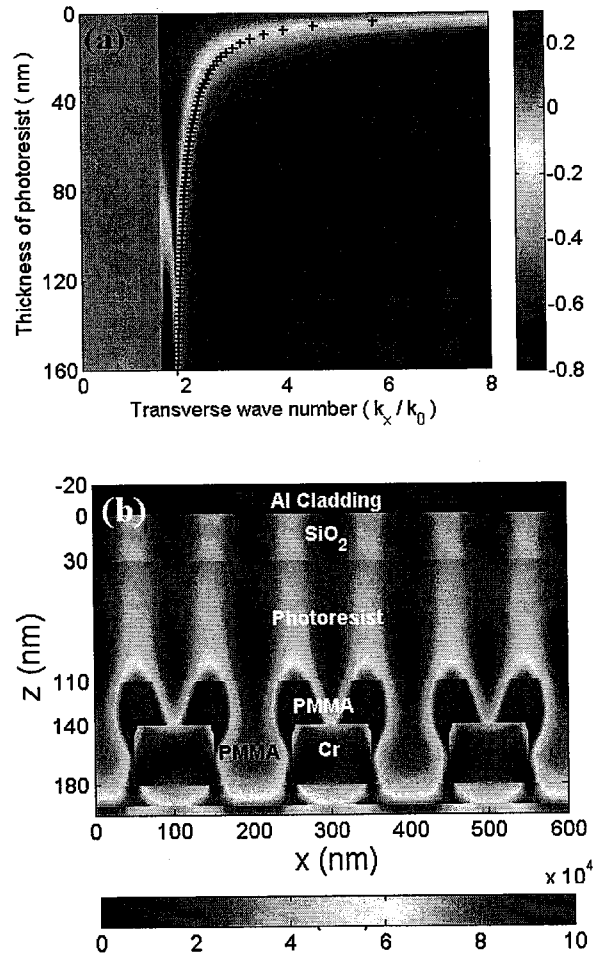 (a)
Thickness of photoresist ( nm )
0
40
80
120
160
0 2 4 6 8
Transverse wave number ( k_x / k_0 )
0.2
0
-0.2
-0.4
-0.6
-0.8
(b)
Al Cladding
SiO_2
Photoresist
PMMA
PMMA
Cr
z (nm)
-20
0
30
110
140
180
0 100 200 300 400 500 600
x (nm)
x 10^4
0 2 4 6 8 10